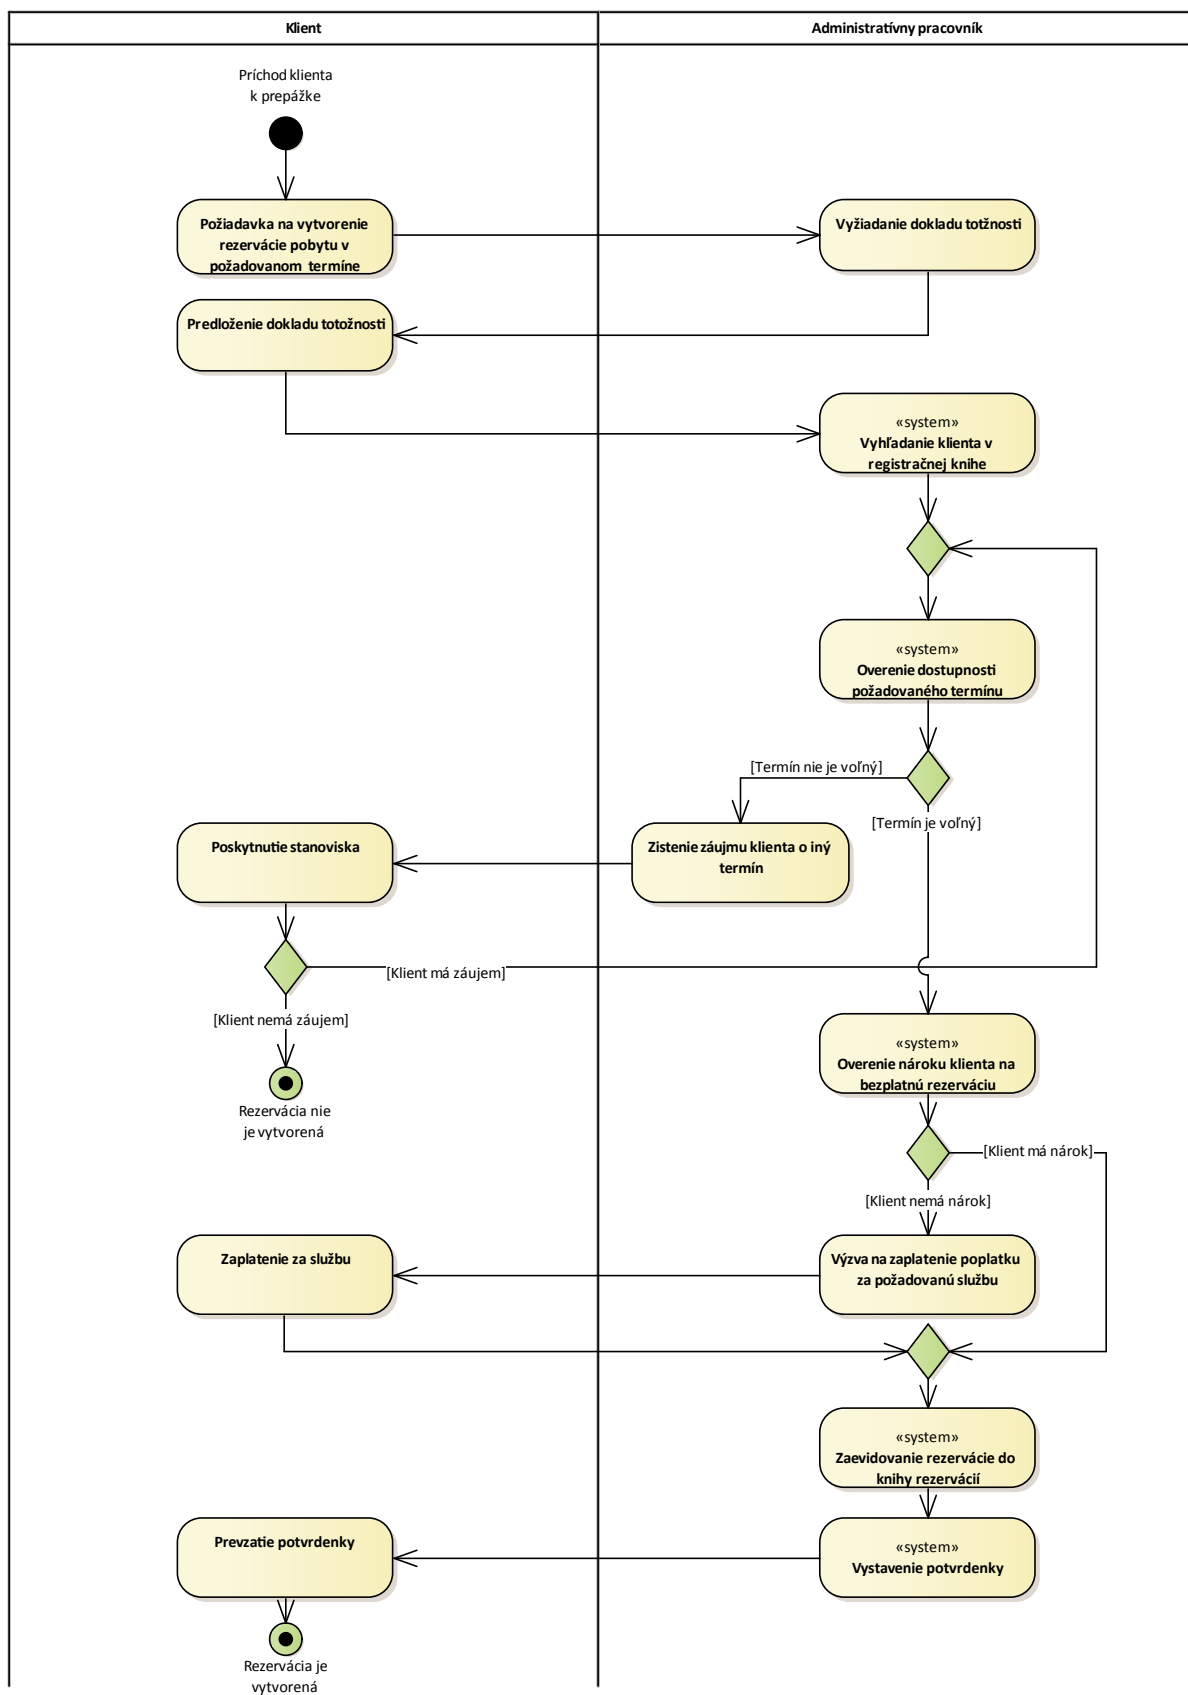 Klient
Administratívny pracovník
Príchod klienta
k prepážke
Požiadavka na vytvorenie
rezervácie pobytu v
požadovanom termíne
Vyžiadanie dokladu totžnosti
Predloženie dokladu totožnosti
«system»
Vyhľadanie klienta v
registračnej knihe
«system»
Overenie dostupnosti
požadovaného termínu
[Termín nie je voľný]
[Termín je voľný]
Poskytnutie stanoviska
Zistenie záujmu klienta o iný
termín
[Klient má záujem]
[Klient nemá záujem]
Rezervácia nie
je vytvorená
«system»
Overenie nároku klienta na
bezplatnú rezerváciu
[Klient má nárok]
[Klient nemá nárok]
Zaplatenie za službu
Výzva na zaplatenie poplatku
za požadovanú službu
«system»
Zaevidovanie rezervácie do
knihy rezervácií
Prevzatie potvrdenky
«system»
Vystavenie potvrdenky
Rezervácia je
vytvorená